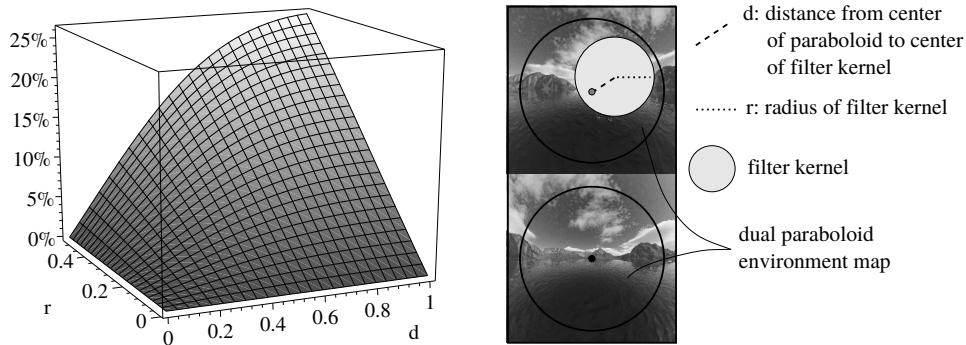 25%
20%
15%
10%
5%
0%
0.4
0.2
0
r
0
0.2
0.4
0.6
0.8
1
d
d: distance from center
of paraboloid to center
of filter kernel
r: radius of filter kernel
filter kernel
dual paraboloid
environment map